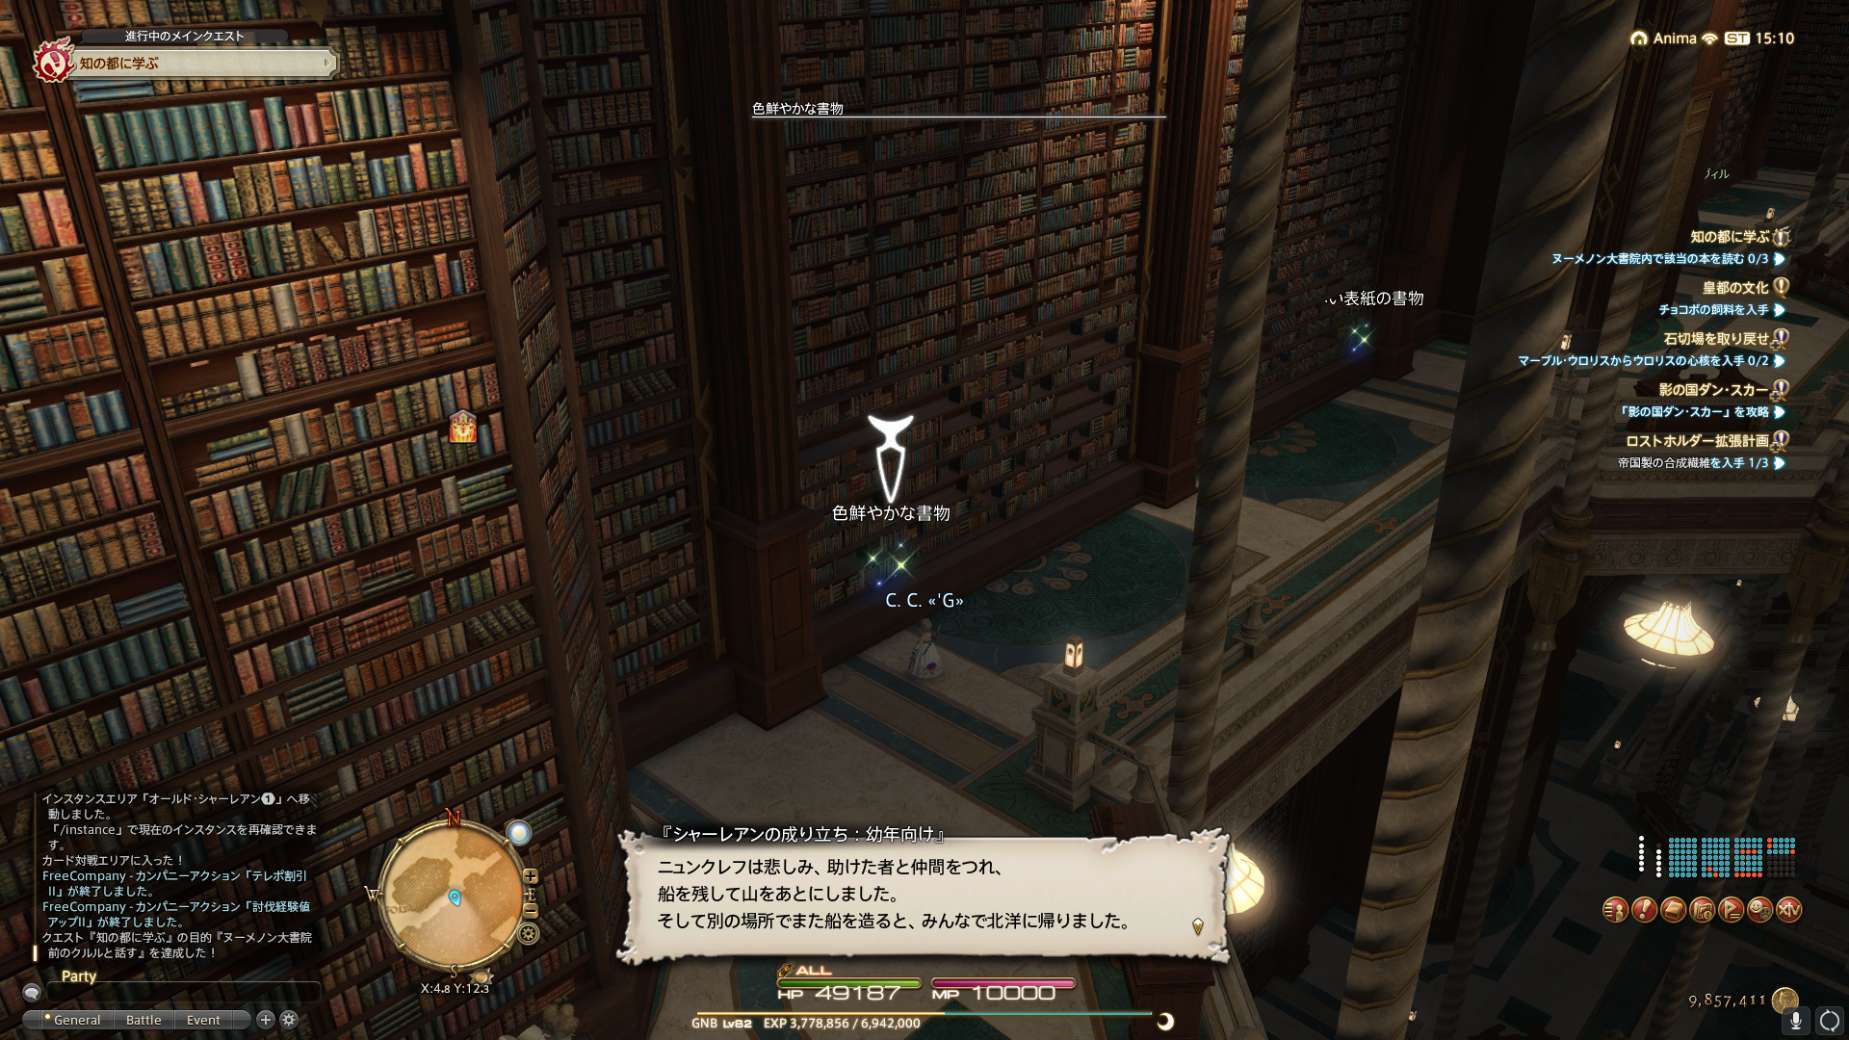 進行中のメインクエスト
知の都に学ぶ
Anima ST 15:10
色鮮やかな書物
ィル
知の都に学ぶ
ヌーメノン大書院内で該当の本を読む 0/3
皇都の文化
チョコボの飼料を入手
石切場を取り戻せ
マーブル・ウロリスからウロリスの心核を入手 0/2
影の国ダン・スカー
「影の国ダン・スカー」を攻略
ロストホルダー拡張計画
帝国製の合成繊維を入手 1/3
い表紙の書物
色鮮やかな書物
C. C. «'G»
インスタンスエリア「オールド・シャーレアン1」へ移
動しました。
「/instance」で現在のインスタンスを再確認できま
す。
カード対戦エリアに入った！
FreeCompany - カンパニーアクション「テレポ割引
II」が終了しました。
FreeCompany - カンパニーアクション「討伐経験値
アップII」が終了しました。
クエスト『知の都に学ぶ』の目的『ヌーメノン大書院
前のクルルと話す』を達成した！
Party
General Battle Event
N
W
E
S
X:4.8 Y:12.3
『シャーレアンの成り立ち：幼年向け』
ニュンクレフは悲しみ、助けた者と仲間をつれ、
船を残して山をあとにしました。
そして別の場所でまた船を造ると、みんなで北洋に帰りました。
ALL
HP 49187 MP 10000
GNB Lv82 EXP 3,778,856 / 6,942,000
XIV
9,857,411